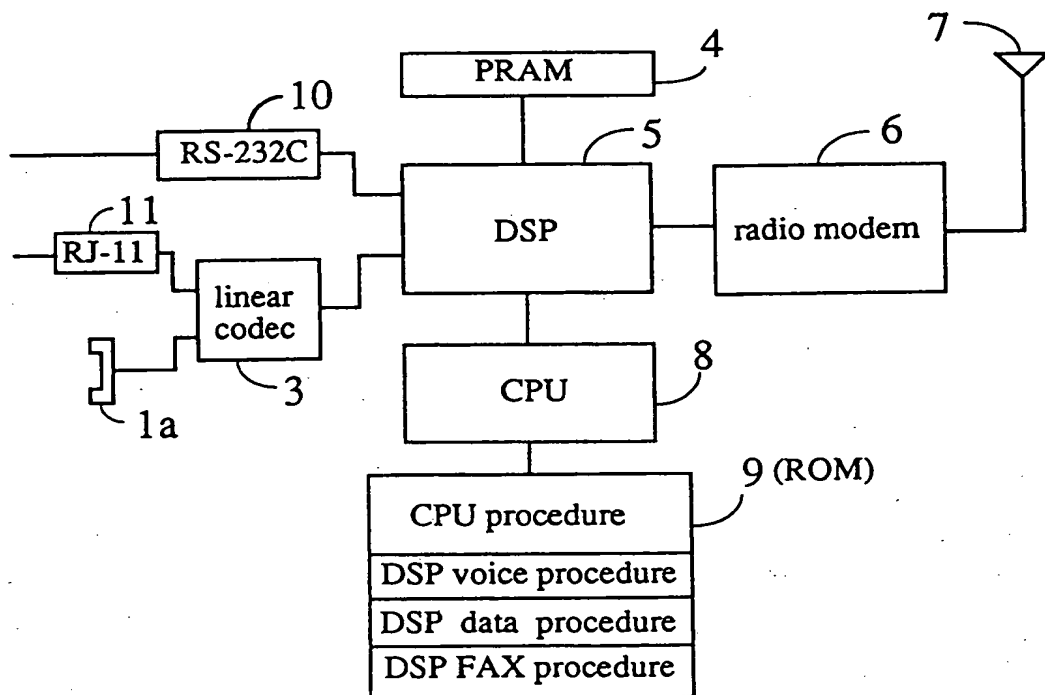 7
PRAM
4
10
RS-232C
5
6
DSP
radio modem
11
RJ-11
linear
codec
3
1a
CPU
8
9 (ROM)
CPU procedure
DSP voice procedure
DSP data procedure
DSP FAX procedure